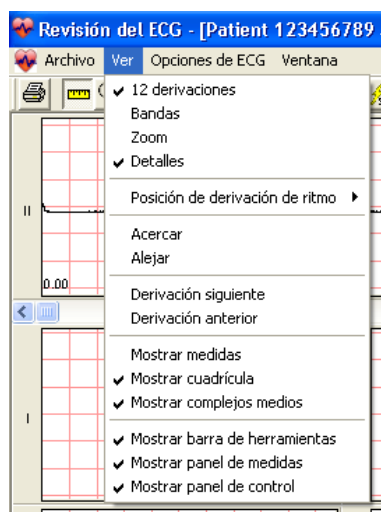 Revisión del ECG - [Patient 123456789
Archivo Ver Opciones de ECG Ventana
12 derivaciones
Bandas
Zoom
Detalles
Posición de derivación de ritmo
Acercar
Alejar
Derivación siguiente
Derivación anterior
Mostrar medidas
Mostrar cuadrícula
Mostrar complejos medios
Mostrar barra de herramientas
Mostrar panel de medidas
Mostrar panel de control
II
0.00
I